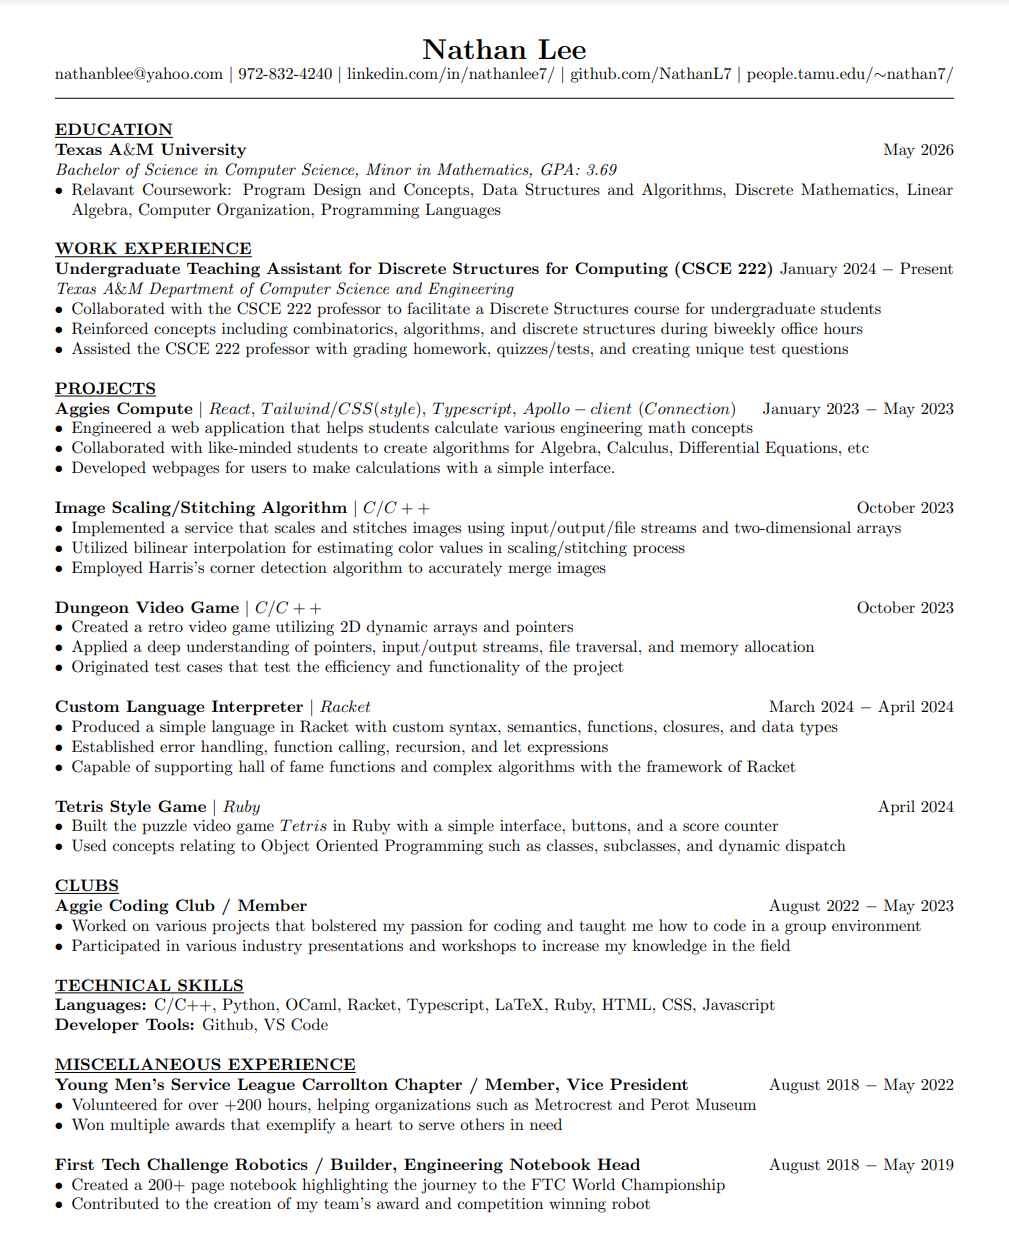 Nathan Lee
nathanblee@yahoo.com | 972-832-4240 | linkedin.com/in/nathanlee7/ | github.com/NathanL7 | people.tamu.edu/~nathan7/
EDUCATION
Texas A&M University May 2026
Bachelor of Science in Computer Science, Minor in Mathematics, GPA: 3.69
• Relavant Coursework: Program Design and Concepts, Data Structures and Algorithms, Discrete Mathematics, Linear
Algebra, Computer Organization, Programming Languages
WORK EXPERIENCE
Undergraduate Teaching Assistant for Discrete Structures for Computing (CSCE 222) January 2024 – Present
Texas A&M Department of Computer Science and Engineering
• Collaborated with the CSCE 222 professor to facilitate a Discrete Structures course for undergraduate students
• Reinforced concepts including combinatorics, algorithms, and discrete structures during biweekly office hours
• Assisted the CSCE 222 professor with grading homework, quizzes/tests, and creating unique test questions
PROJECTS
Aggies Compute | React, Tailwind/CSS(style), Typescript, Apollo – client (Connection) January 2023 – May 2023
• Engineered a web application that helps students calculate various engineering math concepts
• Collaborated with like-minded students to create algorithms for Algebra, Calculus, Differential Equations, etc
• Developed webpages for users to make calculations with a simple interface.
Image Scaling/Stitching Algorithm | C/C + + October 2023
• Implemented a service that scales and stitches images using input/output/file streams and two-dimensional arrays
• Utilized bilinear interpolation for estimating color values in scaling/stitching process
• Employed Harris's corner detection algorithm to accurately merge images
Dungeon Video Game | C/C + + October 2023
• Created a retro video game utilizing 2D dynamic arrays and pointers
• Applied a deep understanding of pointers, input/output streams, file traversal, and memory allocation
• Originated test cases that test the efficiency and functionality of the project
Custom Language Interpreter | Racket March 2024 – April 2024
• Produced a simple language in Racket with custom syntax, semantics, functions, closures, and data types
• Established error handling, function calling, recursion, and let expressions
• Capable of supporting hall of fame functions and complex algorithms with the framework of Racket
Tetris Style Game | Ruby April 2024
• Built the puzzle video game Tetris in Ruby with a simple interface, buttons, and a score counter
• Used concepts relating to Object Oriented Programming such as classes, subclasses, and dynamic dispatch
CLUBS
Aggie Coding Club / Member August 2022 – May 2023
• Worked on various projects that bolstered my passion for coding and taught me how to code in a group environment
• Participated in various industry presentations and workshops to increase my knowledge in the field
TECHNICAL SKILLS
Languages: C/C++, Python, OCaml, Racket, Typescript, LaTeX, Ruby, HTML, CSS, Javascript
Developer Tools: Github, VS Code
MISCELLANEOUS EXPERIENCE
Young Men's Service League Carrollton Chapter / Member, Vice President August 2018 – May 2022
• Volunteered for over +200 hours, helping organizations such as Metrocrest and Perot Museum
• Won multiple awards that exemplify a heart to serve others in need
First Tech Challenge Robotics / Builder, Engineering Notebook Head August 2018 – May 2019
• Created a 200+ page notebook highlighting the journey to the FTC World Championship
• Contributed to the creation of my team's award and competition winning robot